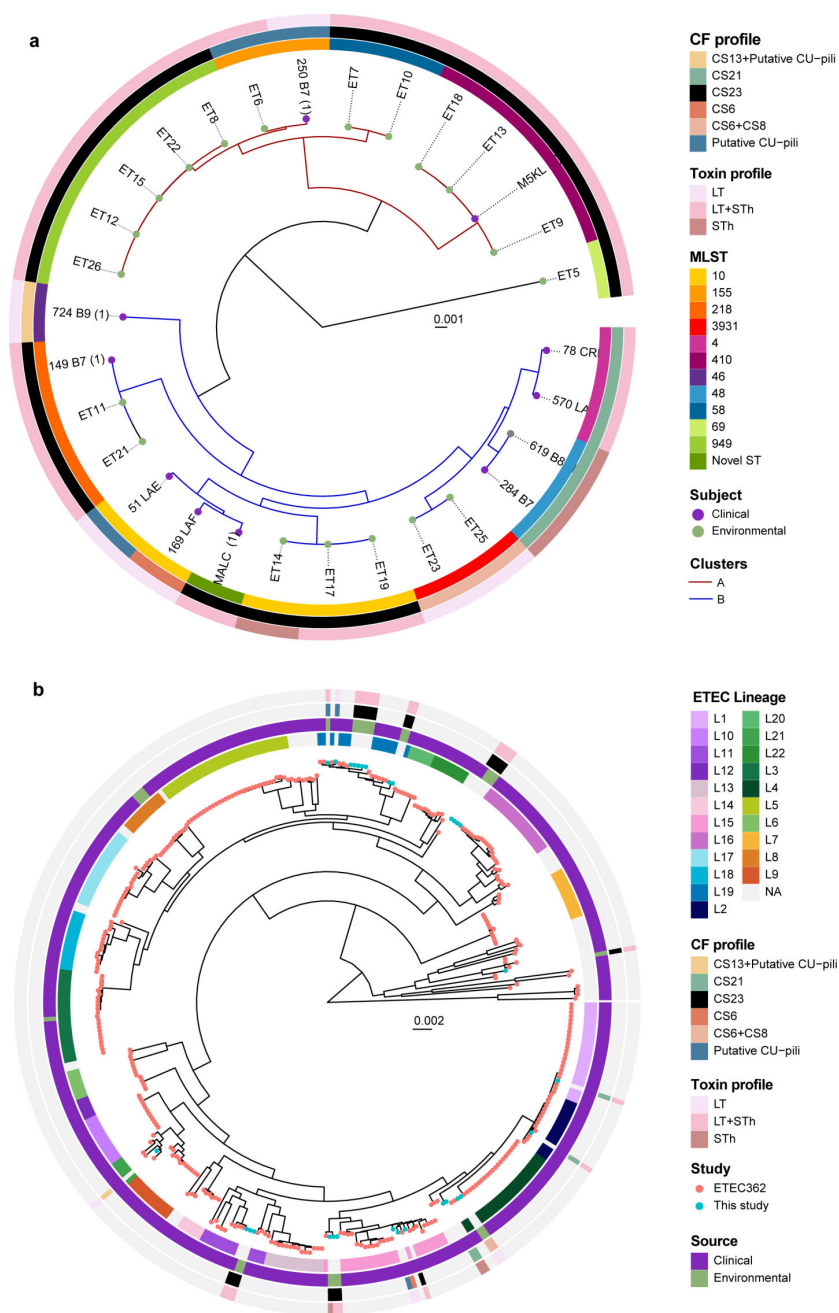 a
250 B7 (1)
ET7
ET10
ET18
ET13
M5KL
ET9
ET5
ET6
ET8
ET22
ET15
ET12
ET26
724 B9 (1)
149 B7 (1)
ET11
ET21
51 LAE
169 LAF
MALC (1)
ET14
ET17
ET19
ET23
ET25
284 B7
619 B8
570 LA
78 CR
0.001
CF profile
CS13+Putative CU-pili
CS21
CS23
CS6
CS6+CS8
Putative CU-pili
Toxin profile
LT
LT+STh
STh
MLST
10
155
218
3931
4
410
46
48
58
69
949
Novel ST
Subject
Clinical
Environmental
Clusters
A
B
b
0.002
ETEC Lineage
L1 L20
L10 L21
L11 L22
L12 L3
L13 L4
L14 L5
L15 L6
L16 L7
L17 L8
L18 L9
L19 NA
L2
CF profile
CS13+Putative CU-pili
CS21
CS23
CS6
CS6+CS8
Putative CU-pili
Toxin profile
LT
LT+STh
STh
Study
ETEC362
This study
Source
Clinical
Environmental